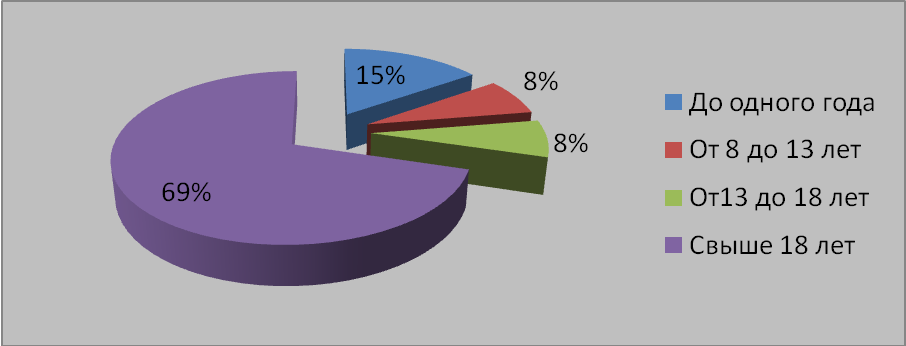 15%
8%
8%
69%
До одного года
От 8 до 13 лет
От13 до 18 лет
Свыше 18 лет